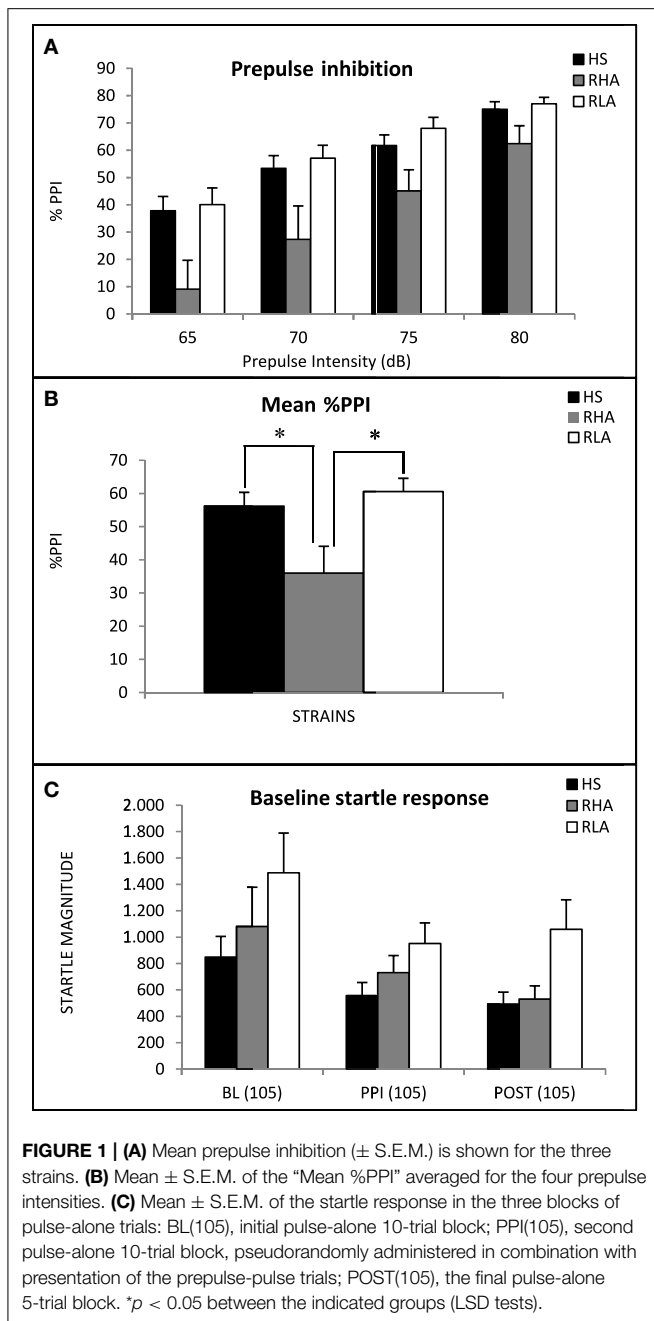 A
Prepulse inhibition
HS
RHA
RLA
% PPI
90
80
70
60
50
40
30
20
10
0
65 70 75 80
Prepulse Intensity (dB)
B
Mean %PPI
HS
RHA
RLA
* *
%PPI
70
60
50
40
30
20
10
0
STRAINS
C
Baseline startle response
HS
RHA
RLA
STARTLE MAGNITUDE
2.000
1.800
1.600
1.400
1.200
1.000
800
600
400
200
0
BL (105) PPI (105) POST (105)
FIGURE 1 | (A) Mean prepulse inhibition (± S.E.M.) is shown for the three
strains. (B) Mean ± S.E.M. of the “Mean %PPI” averaged for the four prepulse
intensities. (C) Mean ± S.E.M. of the startle response in the three blocks of
pulse-alone trials: BL(105), initial pulse-alone 10-trial block; PPI(105), second
pulse-alone 10-trial block, pseudorandomly administered in combination with
presentation of the prepulse-pulse trials; POST(105), the final pulse-alone
5-trial block. *p < 0.05 between the indicated groups (LSD tests).